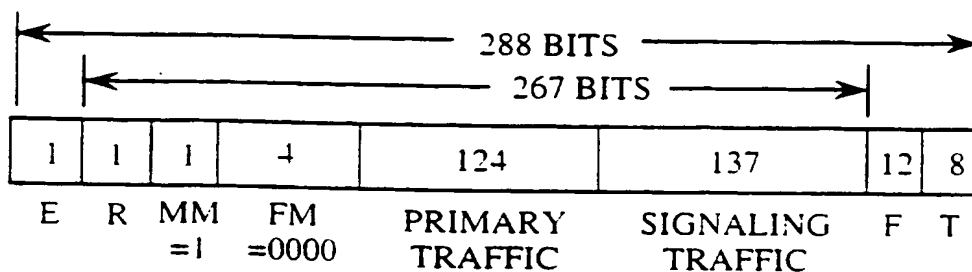 288 BITS
267 BITS
1 1 1 4 124 137 12 8
E R MM FM PRIMARY SIGNALING F T
=1 =0000 TRAFFIC TRAFFIC